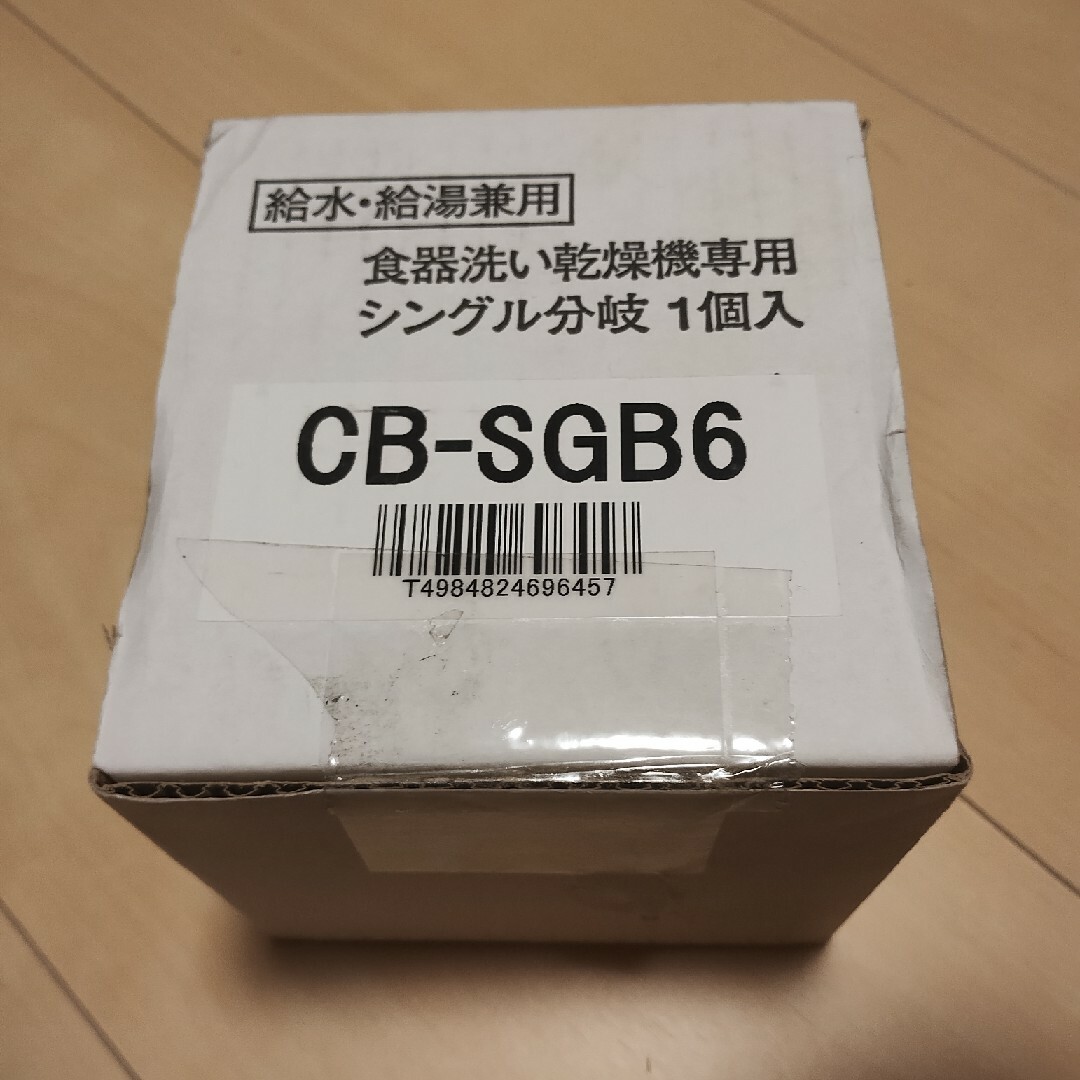 給水・給湯兼用
食器洗い乾燥機専用
シングル分岐 1個入
CB-SGB6
T4984824696457